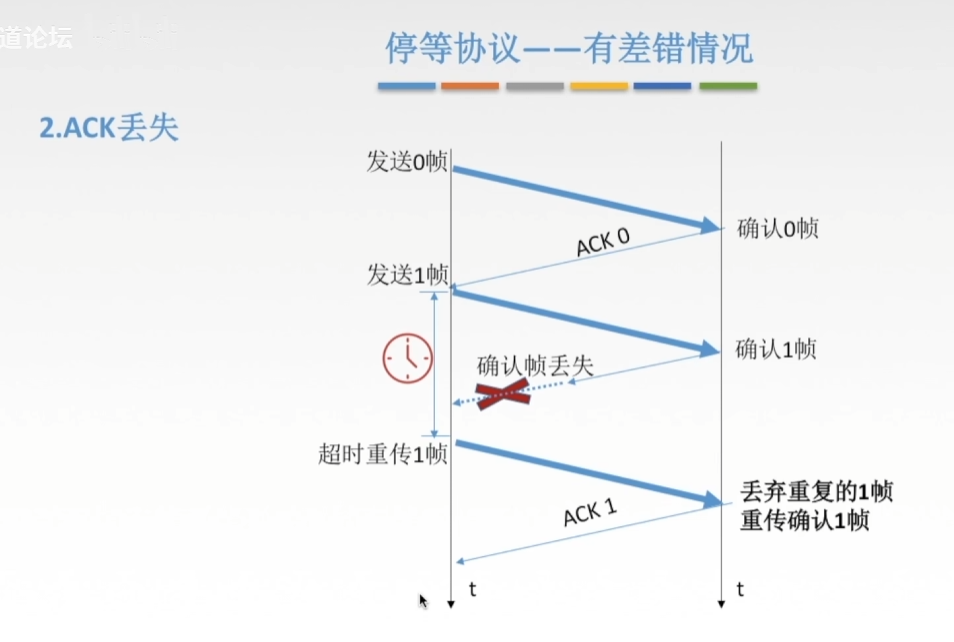 道论坛
停等协议——有差错情况
2.ACK丢失
发送0帧
ACK 0
确认0帧
发送1帧
确认1帧
确认帧丢失
超时重传1帧
ACK 1
丢弃重复的1帧
重传确认1帧
t
t